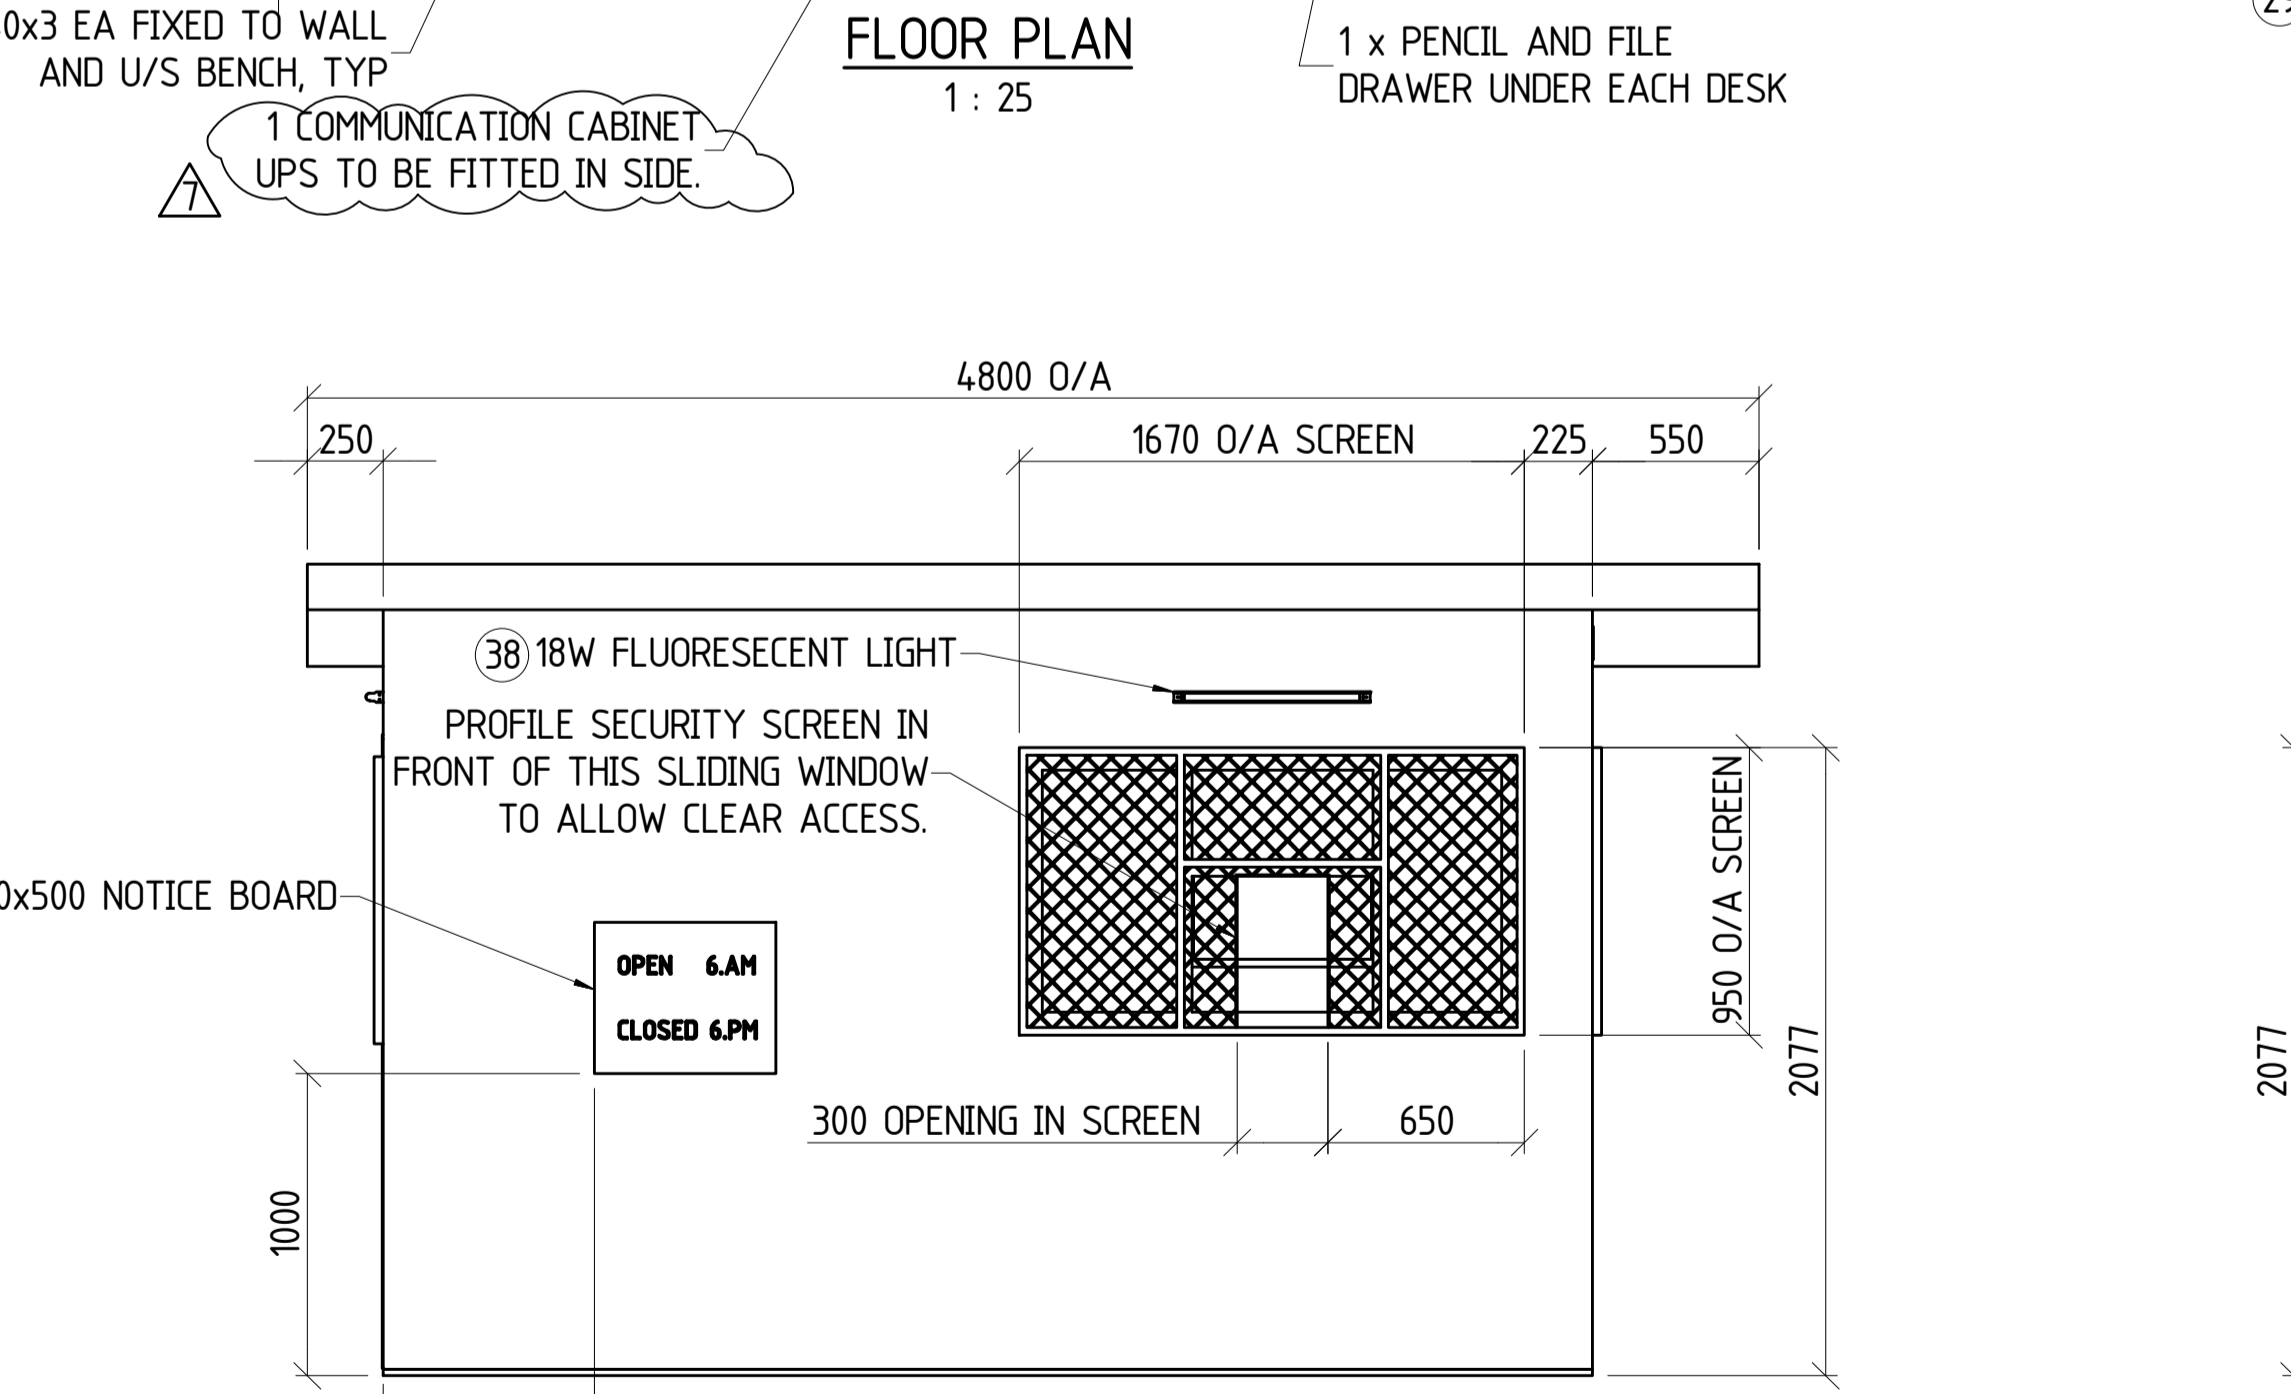 0x3 EA FIXED TO WALL
AND U/S BENCH, TYP
1 COMMUNICATION CABINET
UPS TO BE FITTED IN SIDE.
7
FLOOR PLAN
1 : 25
1 x PENCIL AND FILE
DRAWER UNDER EACH DESK
4800 O/A
250
1670 O/A SCREEN
225
550
38
18W FLUORESECENT LIGHT
PROFILE SECURITY SCREEN IN
FRONT OF THIS SLIDING WINDOW
TO ALLOW CLEAR ACCESS.
0x500 NOTICE BOARD
OPEN 6.AM
CLOSED 6.PM
950 O/A SCREEN
2077
2077
300 OPENING IN SCREEN
650
1000